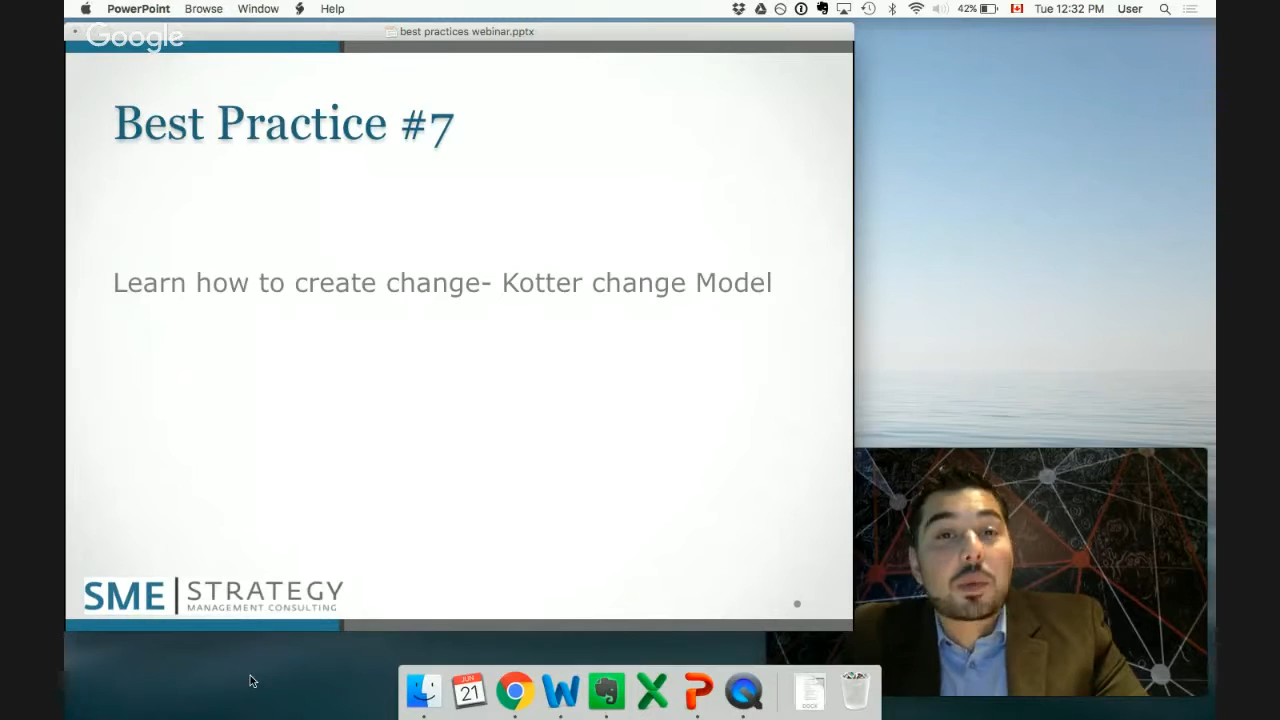 PowerPoint Browse Window Help 42% Tue 12:32 PM User
Google
best practices webinar.pptx
Best Practice #7
Learn how to create change- Kotter change Model
SME STRATEGY
MANAGEMENT CONSULTING
JUN
21
DOCX